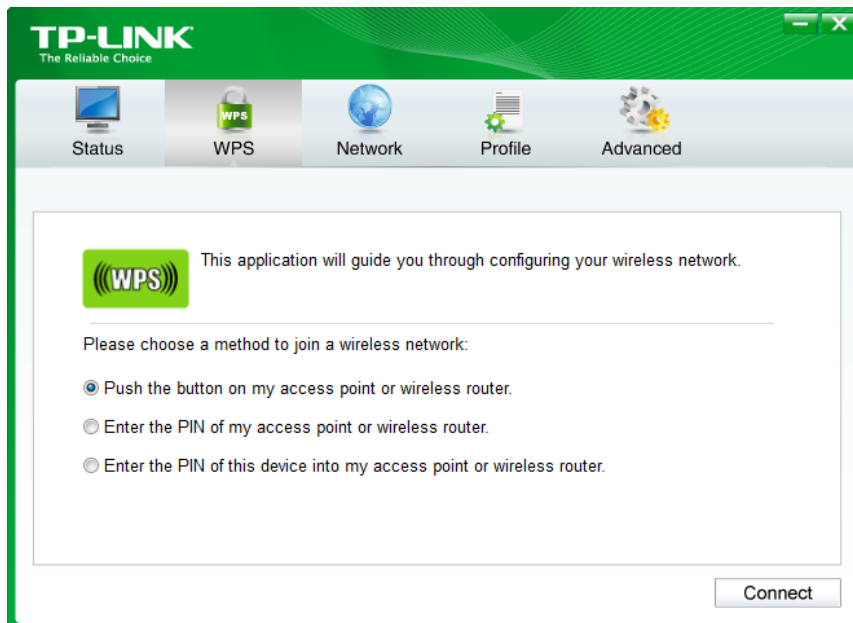 TP-LINK
The Reliable Choice
WPS
Status
WPS
Network
Profile
Advanced
(((WPS)))
This application will guide you through configuring your wireless network.
Please choose a method to join a wireless network:
Push the button on my access point or wireless router.
Enter the PIN of my access point or wireless router.
Enter the PIN of this device into my access point or wireless router.
Connect